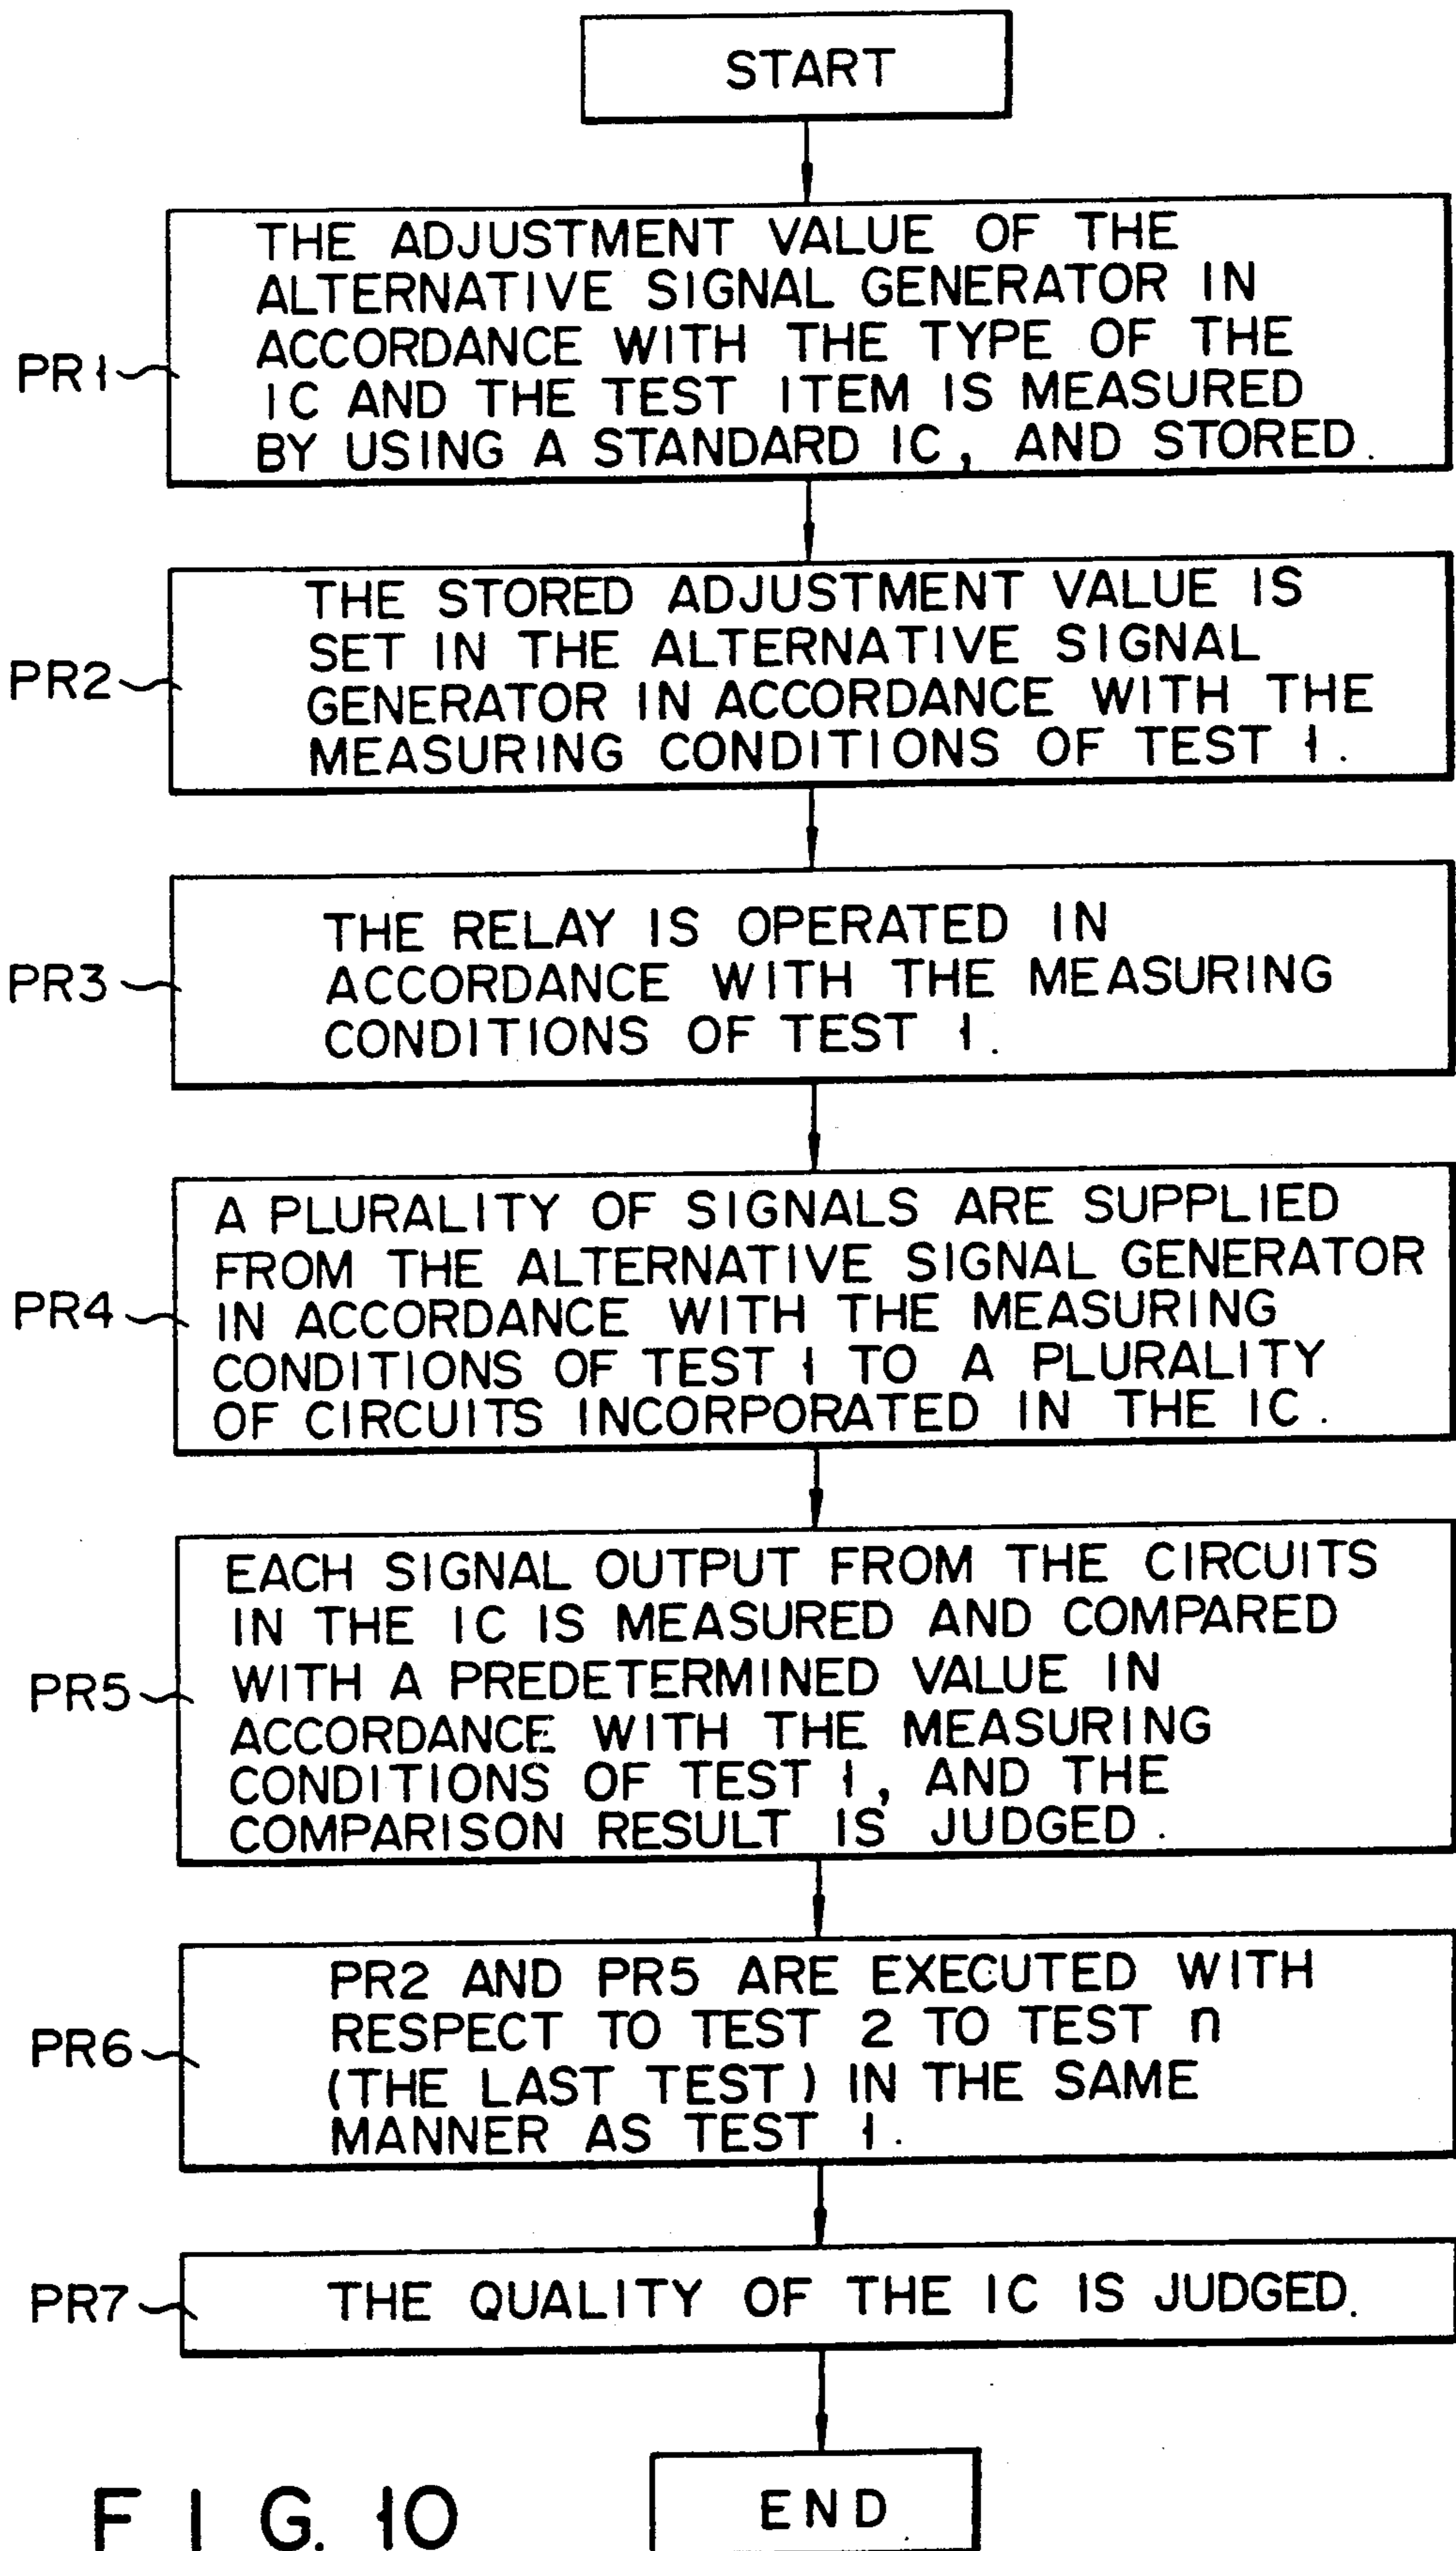 START
THE ADJUSTMENT VALUE OF THE
ALTERNATIVE SIGNAL GENERATOR IN
ACCORDANCE WITH THE TYPE OF THE
IC AND THE TEST ITEM IS MEASURED
BY USING A STANDARD IC, AND STORED.
PR1
THE STORED ADJUSTMENT VALUE IS
SET IN THE ALTERNATIVE SIGNAL
GENERATOR IN ACCORDANCE WITH THE
MEASURING CONDITIONS OF TEST 1.
PR2
THE RELAY IS OPERATED IN
ACCORDANCE WITH THE MEASURING
CONDITIONS OF TEST 1.
PR3
A PLURALITY OF SIGNALS ARE SUPPLIED
FROM THE ALTERNATIVE SIGNAL GENERATOR
IN ACCORDANCE WITH THE MEASURING
CONDITIONS OF TEST 1 TO A PLURALITY
OF CIRCUITS INCORPORATED IN THE IC.
PR4
EACH SIGNAL OUTPUT FROM THE CIRCUITS
IN THE IC IS MEASURED AND COMPARED
WITH A PREDETERMINED VALUE IN
ACCORDANCE WITH THE MEASURING
CONDITIONS OF TEST 1, AND THE
COMPARISON RESULT IS JUDGED.
PR5
PR2 AND PR5 ARE EXECUTED WITH
RESPECT TO TEST 2 TO TEST n
(THE LAST TEST) IN THE SAME
MANNER AS TEST 1.
PR6
THE QUALITY OF THE IC IS JUDGED.
PR7
END
FIG. 10